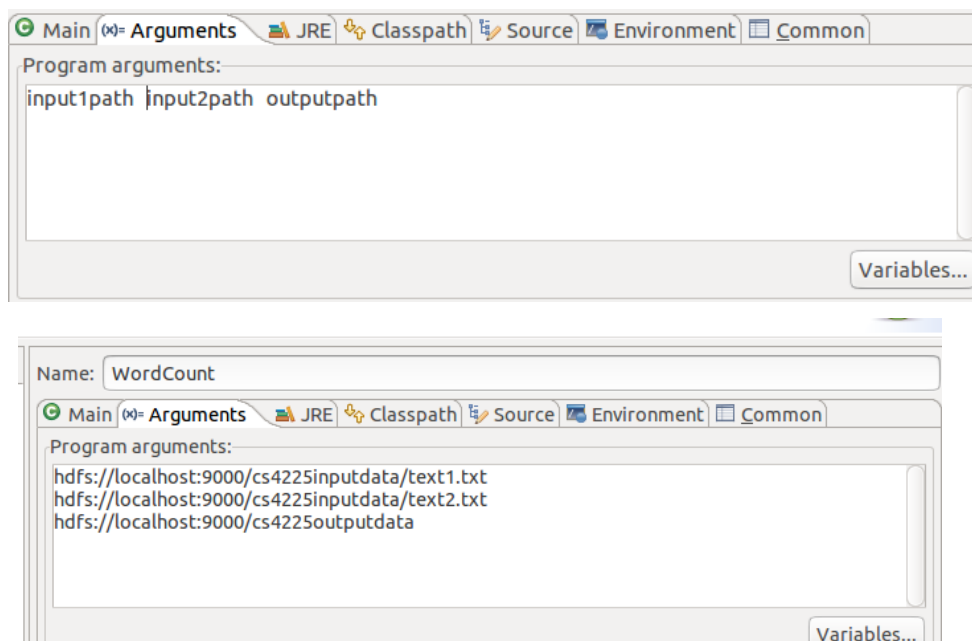 Main (x)= Arguments JRE Classpath Source Environment Common
Program arguments:
input1path input2path outputpath
Variables...
Name: WordCount
Main (x)= Arguments JRE Classpath Source Environment Common
Program arguments:
hdfs://localhost:9000/cs4225inputdata/text1.txt
hdfs://localhost:9000/cs4225inputdata/text2.txt
hdfs://localhost:9000/cs4225outputdata
Variables...